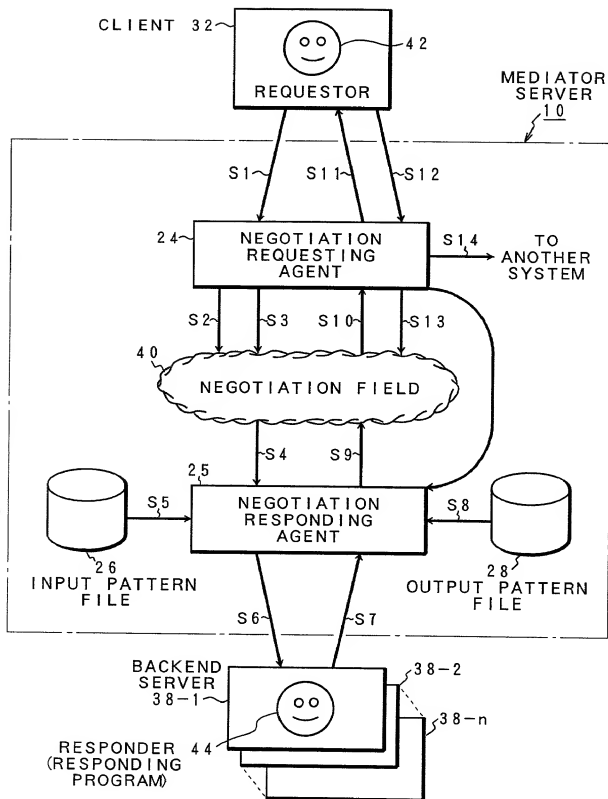 CLIENT 32
42
REQUESTOR
MEDIATOR
SERVER
10
S1
S11
S12
24
NEGOTIATION
REQUESTING
AGENT
S14
TO
ANOTHER
SYSTEM
S2
S3
S10
S13
40
NEGOTIATION FIELD
S4
S9
25
S5
NEGOTIATION
RESPONDING
AGENT
S8
26
INPUT PATTERN
FILE
28
OUTPUT PATTERN
FILE
S6
S7
BACKEND
SERVER
38-1
38-2
38-n
44
RESPONDER
(RESPONDING
PROGRAM)